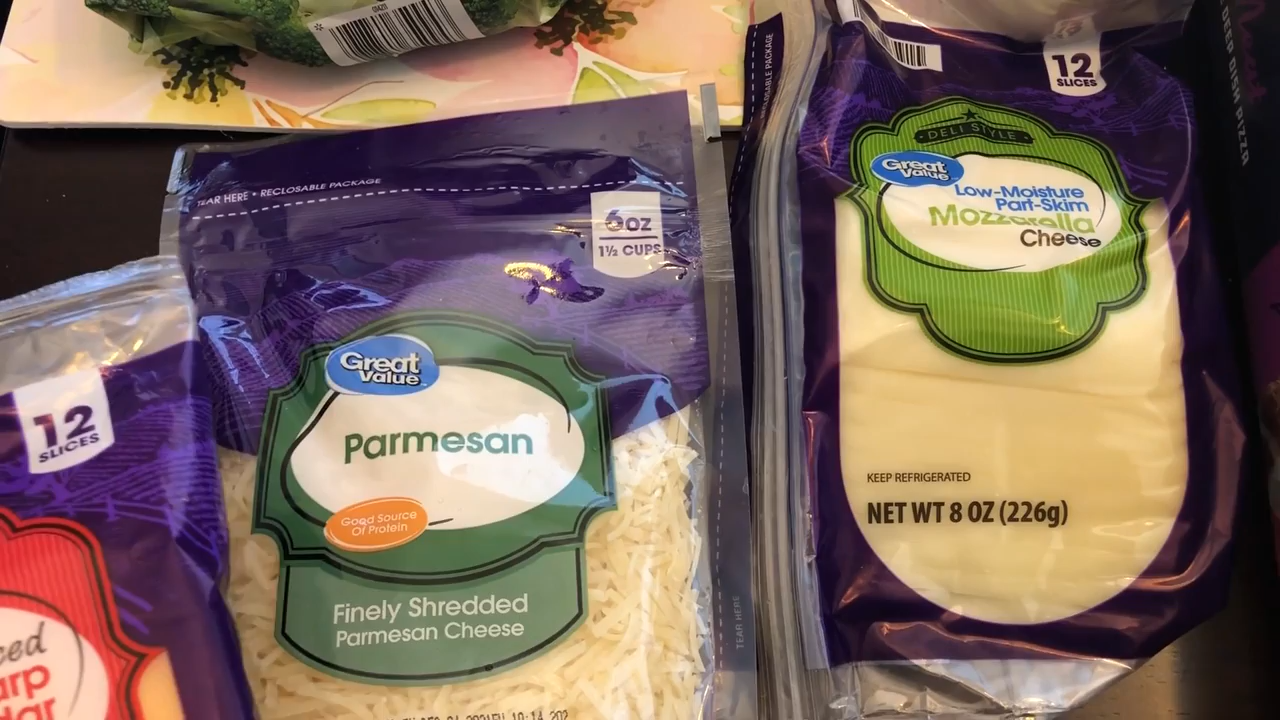 TEAR HERE • RECLOSABLE PACKAGE
6oz
1½ CUPS
Great
Value
Parmesan
Good Source
Of Protein
Finely Shredded
Parmesan Cheese
TEAR HERE
12
SLICES
12
SLICES
DELI STYLE
Great
Value
Low-Moisture
Part-Skim
Mozzarella
Cheese
KEEP REFRIGERATED
NET WT 8 OZ (226g)